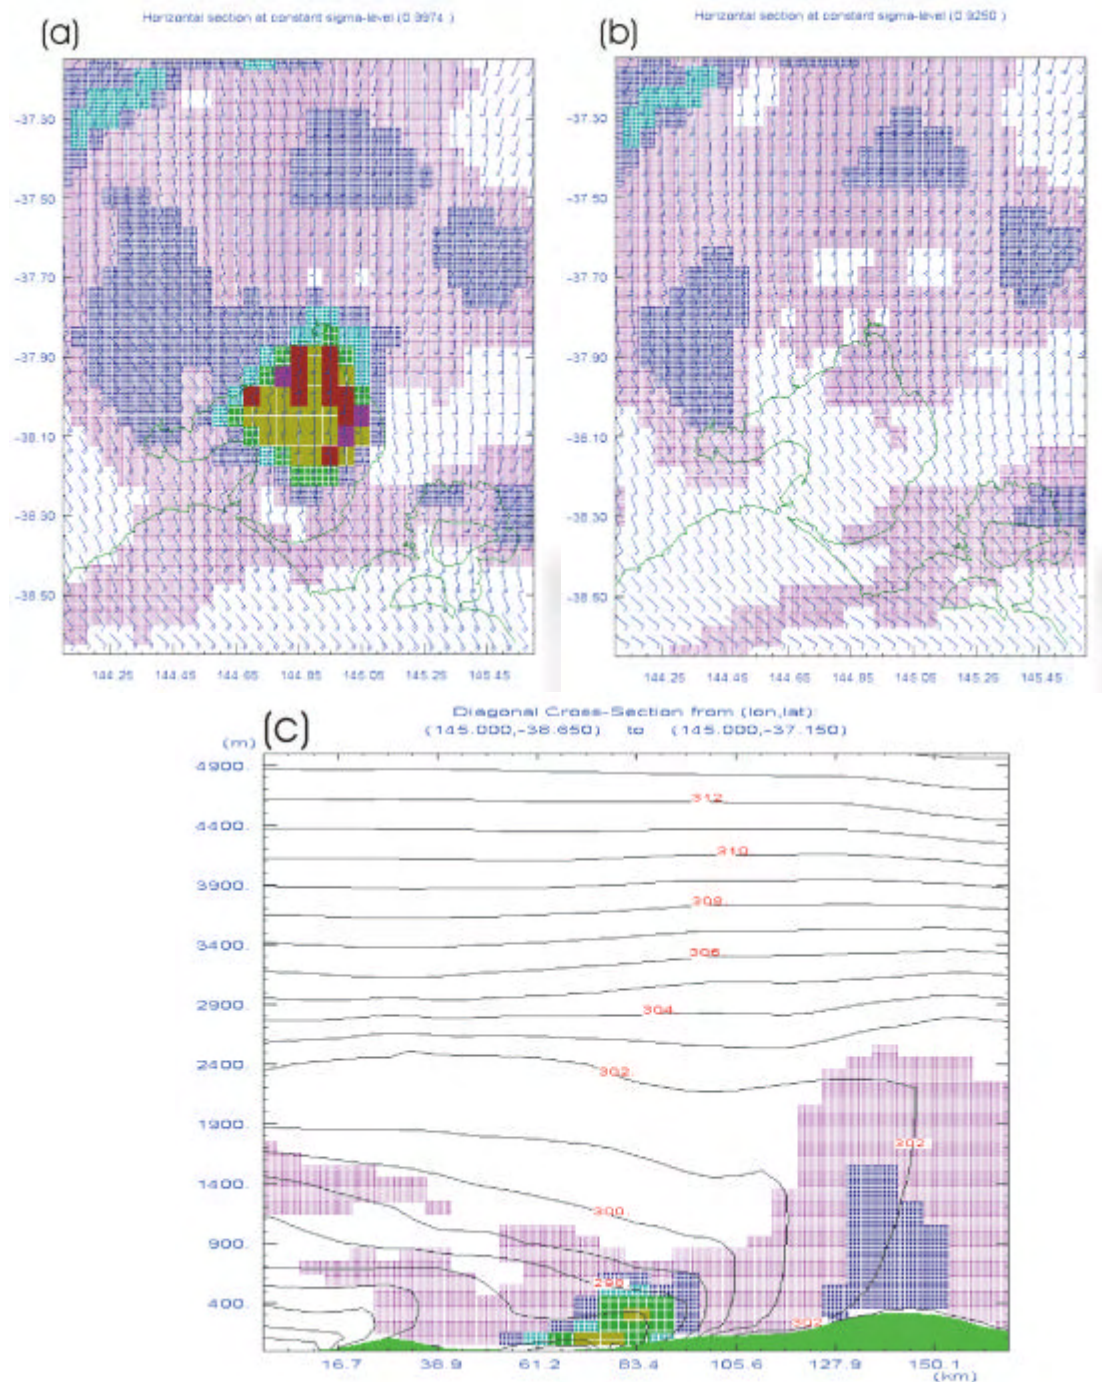 Horizontal section at constant sigma-level (0.9974 )
(a)
-37.30
-37.50
-37.70
-37.90
-38.10
-38.30
-38.50
144.25 144.45 144.65 144.85 145.05 145.25 145.45
Horizontal section at constant sigma-level (0.9250 )
(b)
-37.30
-37.50
-37.70
-37.90
-38.10
-38.30
-38.50
144.25 144.45 144.65 144.85 145.05 145.25 145.45
(c)
Diagonal Cross-Section from (lon,lat):
(145.000,-38.650) to (145.000,-37.150)
(m)
4900.
4400.
3900.
3400.
2900.
2400.
1900.
1400.
900.
400.
312.
310.
308.
306.
304.
302.
302.
300.
298.
302.
16.7 38.9 61.2 83.4 105.6 127.9 150.1
(km)